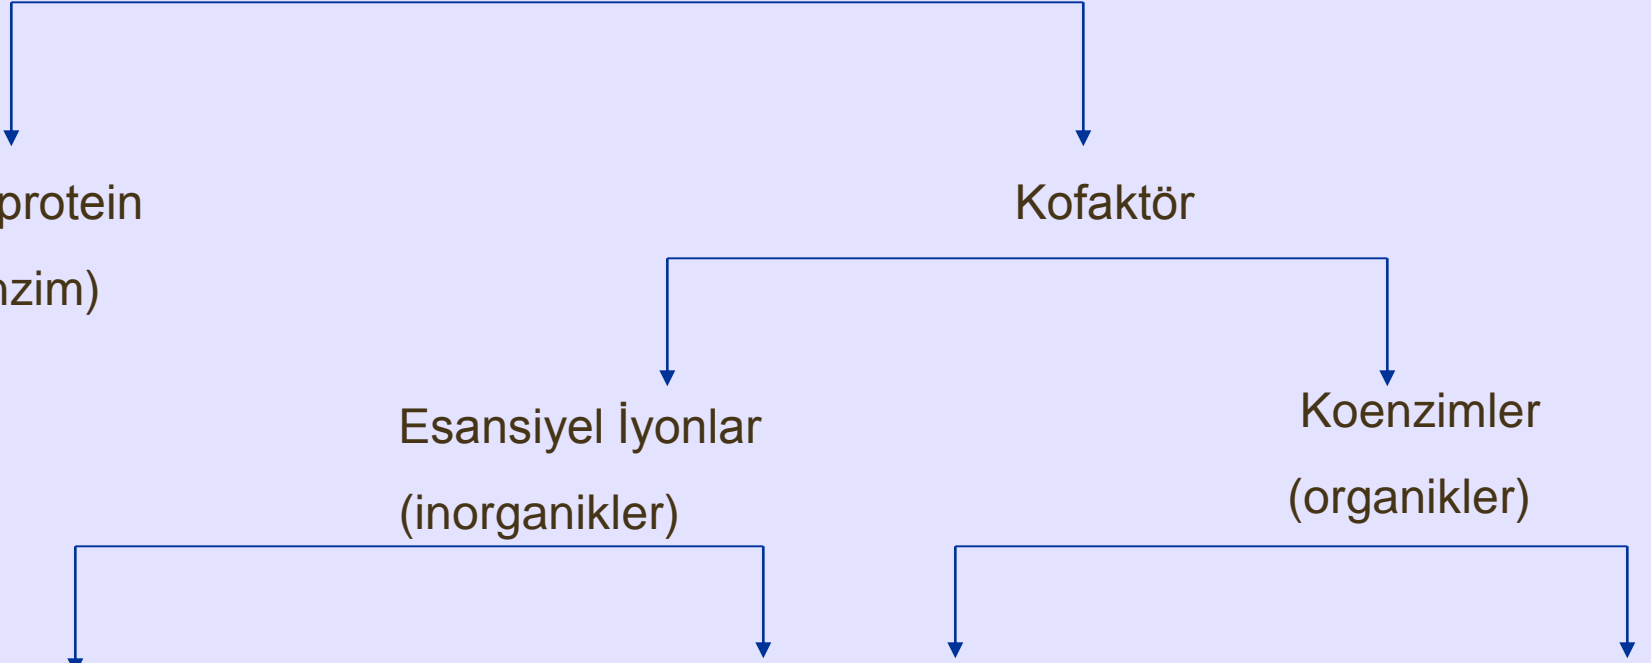 protein
Kofaktör
nzim)
Esansiyel İyonlar
Koenzimler
(inorganikler)
(organikler)